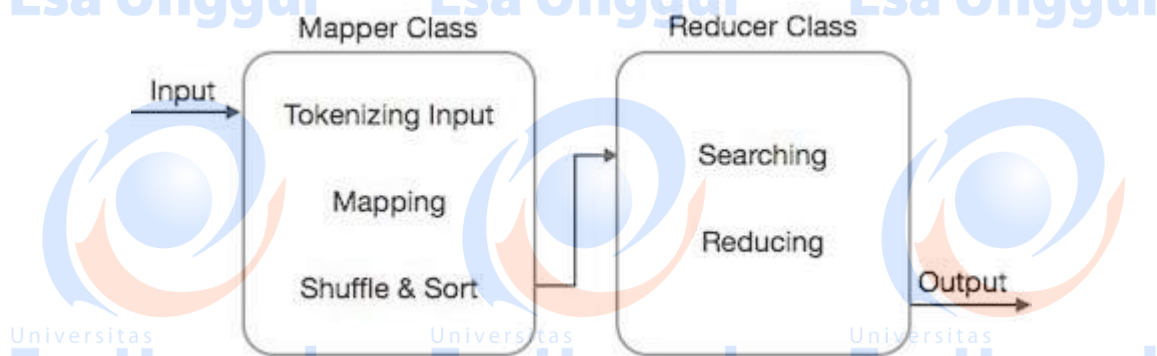 Esa Unggul Esa Unggul Esa Unggul
Mapper Class
Reducer Class
Input
Tokenizing Input
Mapping
Shuffle & Sort
Searching
Reducing
Output
Universitas Universitas Universitas